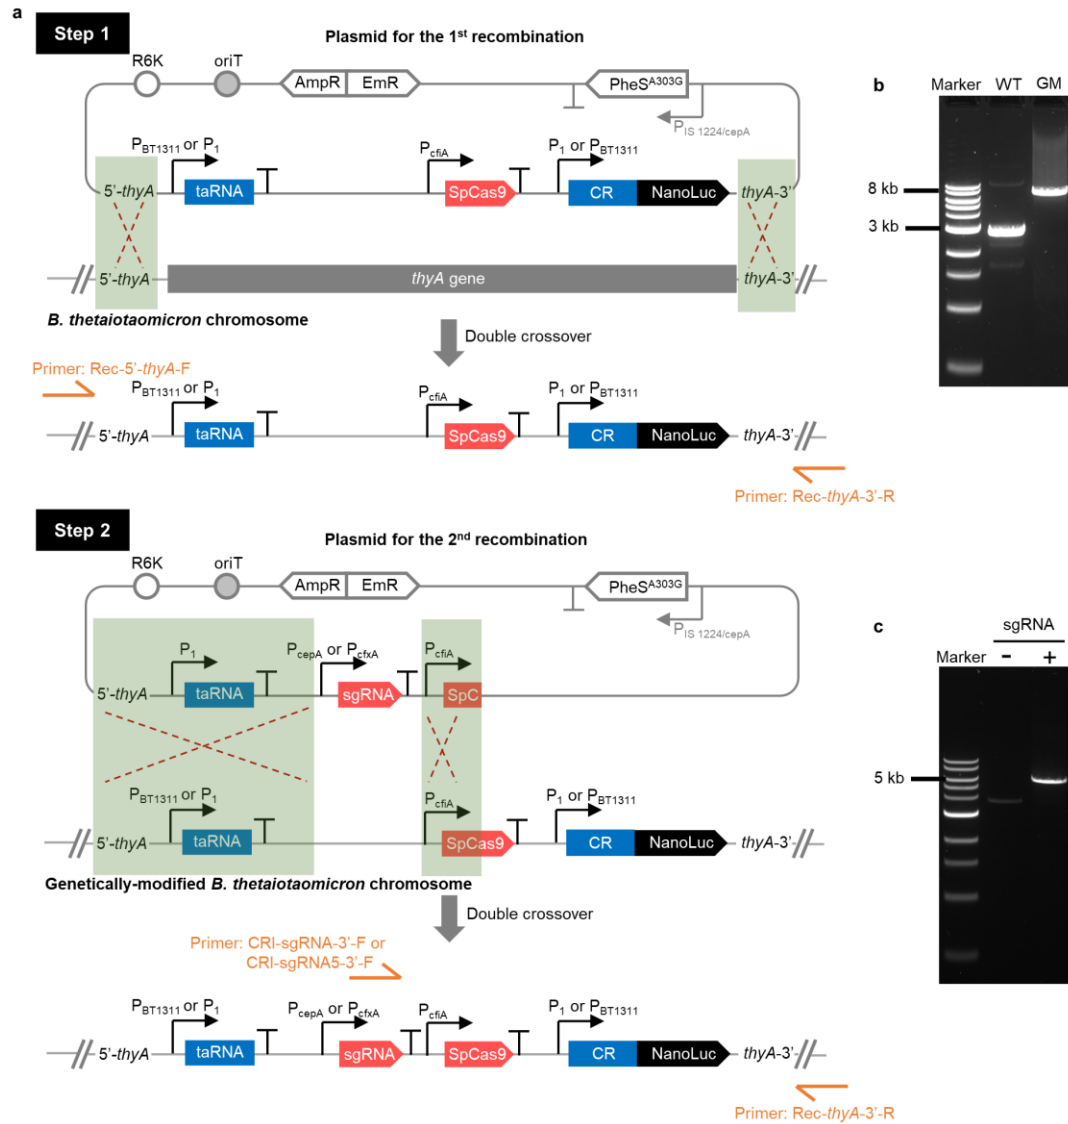 a
Step 1
Plasmid for the 1st recombination
R6K
oriT
AmpR
EmR
PheSA303G
PIS 1224/cepA
PBT1311 or P1
PcfiA
P1 or PBT1311
5'-thyA
taRNA
SpCas9
CR
NanoLuc
thyA-3'
5'-thyA
thyA gene
thyA-3'
B. thetaiotaomicron chromosome
Double crossover
Primer: Rec-5'-thyA-F
PBT1311 or P1
PcfiA
P1 or PBT1311
5'-thyA
taRNA
SpCas9
CR
NanoLuc
thyA-3'
Primer: Rec-thyA-3'-R
b
Marker
WT
GM
8 kb
3 kb
Step 2
Plasmid for the 2nd recombination
R6K
oriT
AmpR
EmR
PheSA303G
PIS 1224/cepA
P1
PcepA or PcfxA
PcfiA
5'-thyA
taRNA
sgRNA
SpC
PBT1311 or P1
PcfiA
P1 or PBT1311
5'-thyA
taRNA
SpCas9
CR
NanoLuc
thyA-3'
Genetically-modified B. thetaiotaomicron chromosome
Double crossover
Primer: CRI-sgRNA-3'-F or
CRI-sgRNA5-3'-F
PBT1311 or P1
PcepA or PcfxA
PcfiA
P1 or PBT1311
5'-thyA
taRNA
sgRNA
SpCas9
CR
NanoLuc
thyA-3'
Primer: Rec-thyA-3'-R
c
sgRNA
Marker
-
+
5 kb